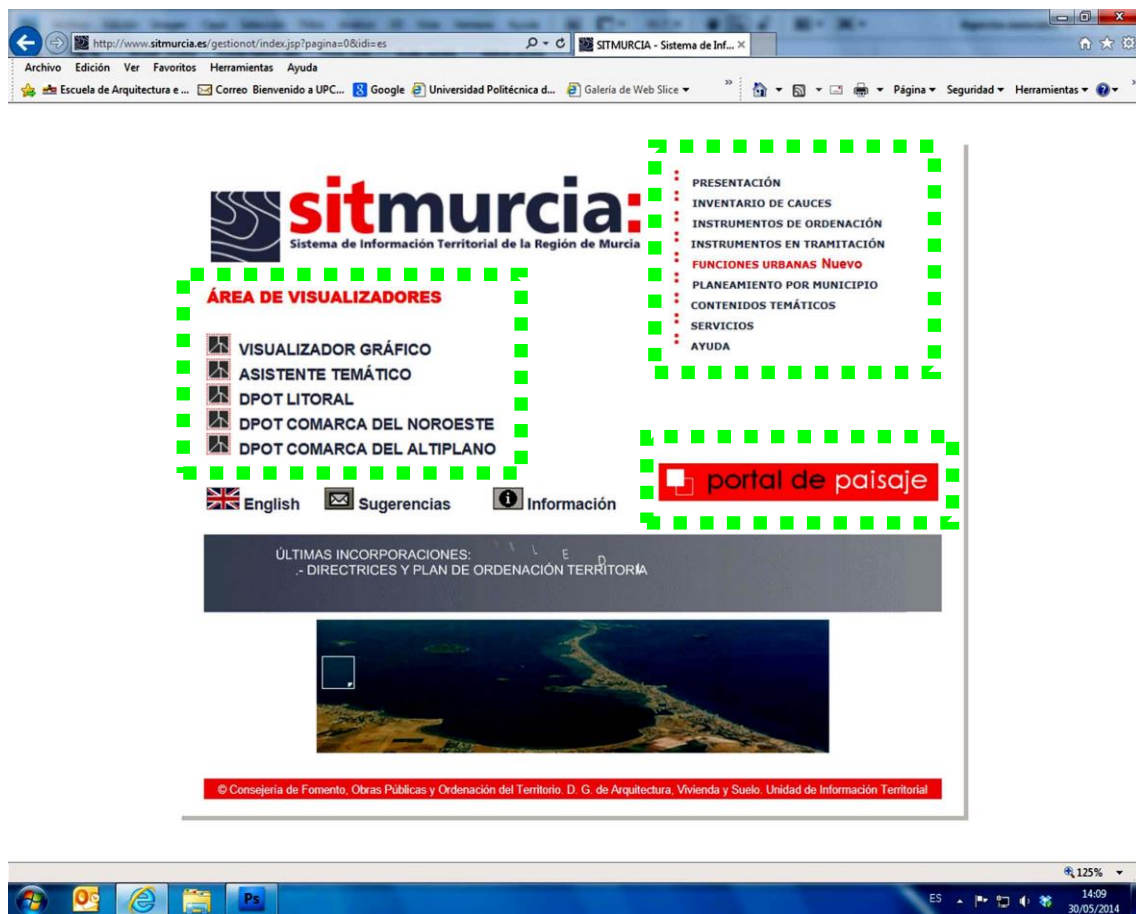 http://www.sitmurcia.es/gestionot/index.jsp?pagina=0&idi=es
SITMURCIA - Sistema de Inf...
Archivo Edición Ver Favoritos Herramientas Ayuda
Escuela de Arquitectura e ... Correo Bienvenido a UPC... Google Universidad Politécnica d... Galería de Web Slice Página Seguridad Herramientas
sitmurcia:
Sistema de Información Territorial de la Región de Murcia
PRESENTACIÓN
INVENTARIO DE CAUCES
INSTRUMENTOS DE ORDENACIÓN
INSTRUMENTOS EN TRAMITACIÓN
FUNCIONES URBANAS Nuevo
PLANEAMIENTO POR MUNICIPIO
CONTENIDOS TEMÁTICOS
SERVICIOS
AYUDA
ÁREA DE VISUALIZADORES
VISUALIZADOR GRÁFICO
ASISTENTE TEMÁTICO
DPOT LITORAL
DPOT COMARCA DEL NOROESTE
DPOT COMARCA DEL ALTIPLANO
portal de paisaje
English Sugerencias Información
ÚLTIMAS INCORPORACIONES:
.- DIRECTRICES Y PLAN DE ORDENACIÓN TERRITORIA
© Consejería de Fomento, Obras Públicas y Ordenación del Territorio. D. G. de Arquitectura, Vivienda y Suelo. Unidad de Información Territorial
125%
Ps
ES
14:09
30/05/2014